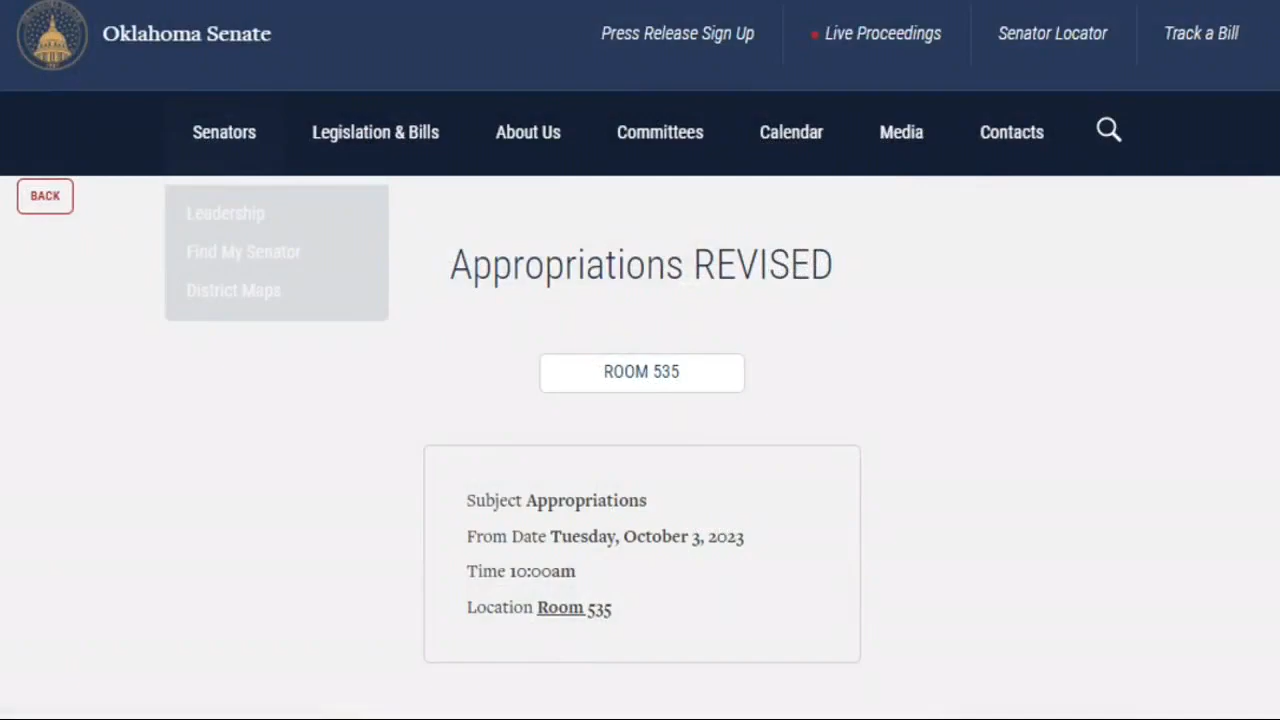 Oklahoma Senate
Press Release Sign Up
Live Proceedings
Senator Locator
Track a Bill
Senators
Legislation & Bills
About Us
Committees
Calendar
Media
Contacts
BACK
Leadership
Find My Senator
District Maps
Appropriations REVISED
ROOM 535
Subject Appropriations
From Date Tuesday, October 3, 2023
Time 10:00am
Location Room 535